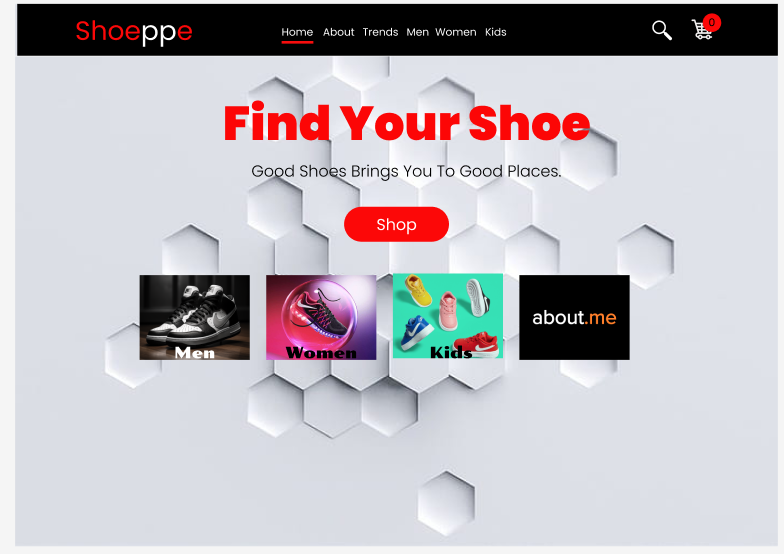 Shoeppe
Home About Trends Men Women Kids
0
Find Your Shoe
Good Shoes Brings You To Good Places.
Shop
Men
Women
Kids
about.me